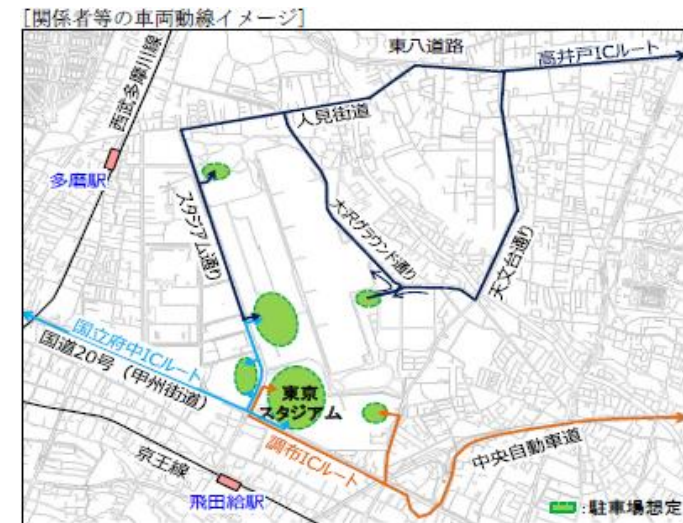 [関係者等の車両動線イメージ]
東八道路
高井戸ICルート
西武多摩川線
人見街道
多磨駅
スタジアム通り
大沢グラウンド通り
天文台通り
国立府中ICルート
国道20号（甲州街道）
東京
スタジアム
調布ICルート
中央自動車道
京王線
飛田給駅
:駐車場想定